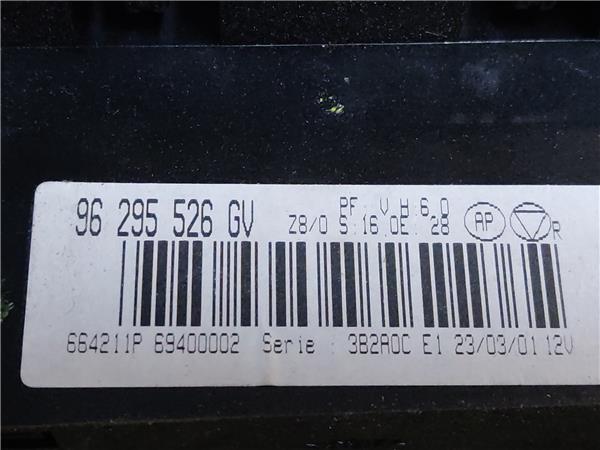 PF: V: H:6.0
96 295 526 GV Z8/0 S:16 OE: 28 AP R
664211P 69400002 Serie : 3B2A0C E1 23/03/01 12V